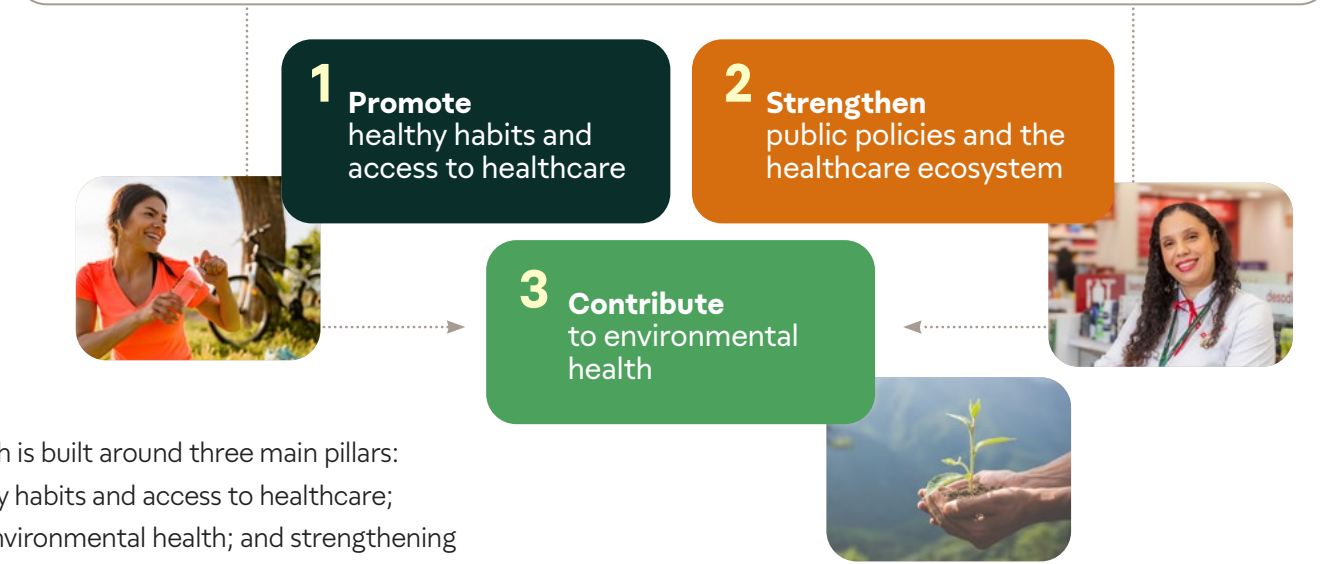 1
Promote
healthy habits and
access to healthcare
2
Strengthen
public policies and the
healthcare ecosystem
3
Contribute
to environmental
health
is built around three main pillars:
habits and access to healthcare;
health; and strengthening